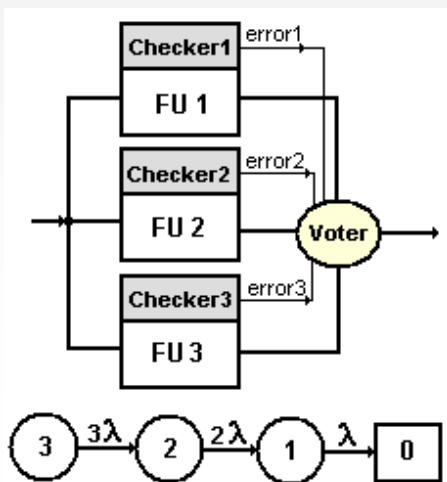 Checker1
error1
FU 1
Checker2
error2
FU 2
Voter
Checker3
error3
FU 3
3 3λ 2 2λ 1 λ 0